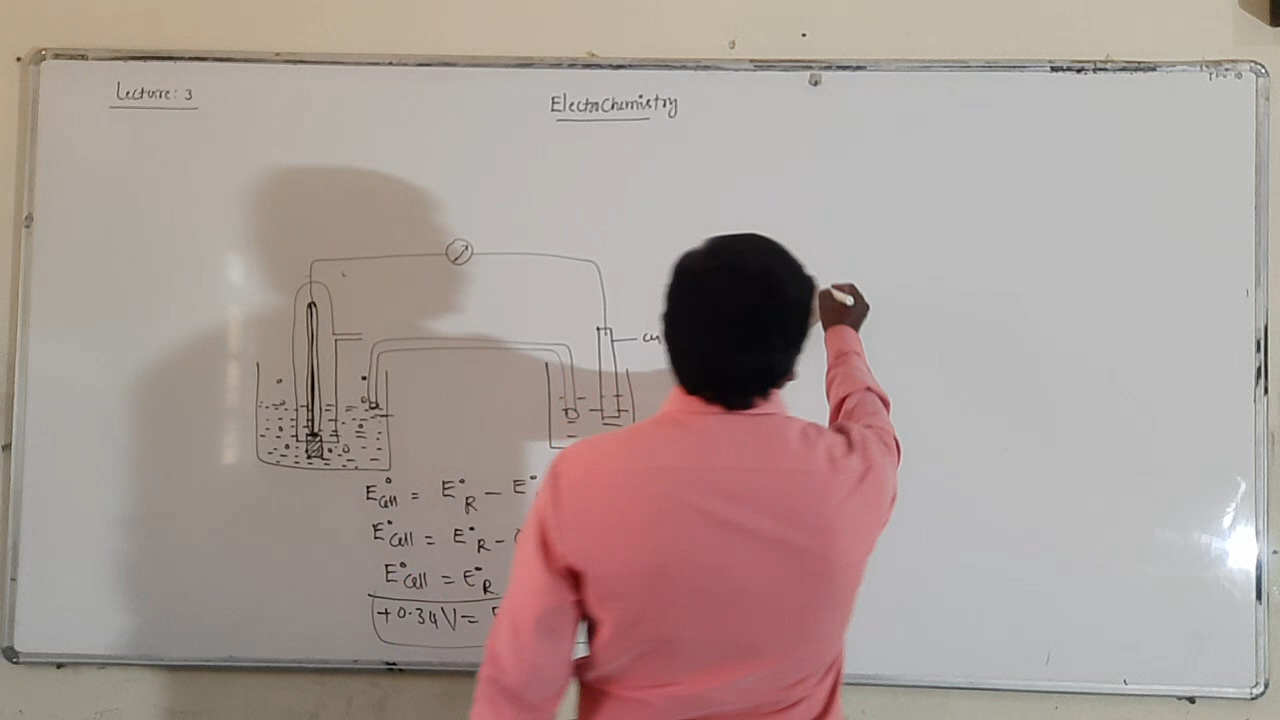 Lecture: 3
ElectroChemistry
Cu
E°Cell = E°R - E°
E°Cell = E°R -
E°Cell = E°R
+0.34V =